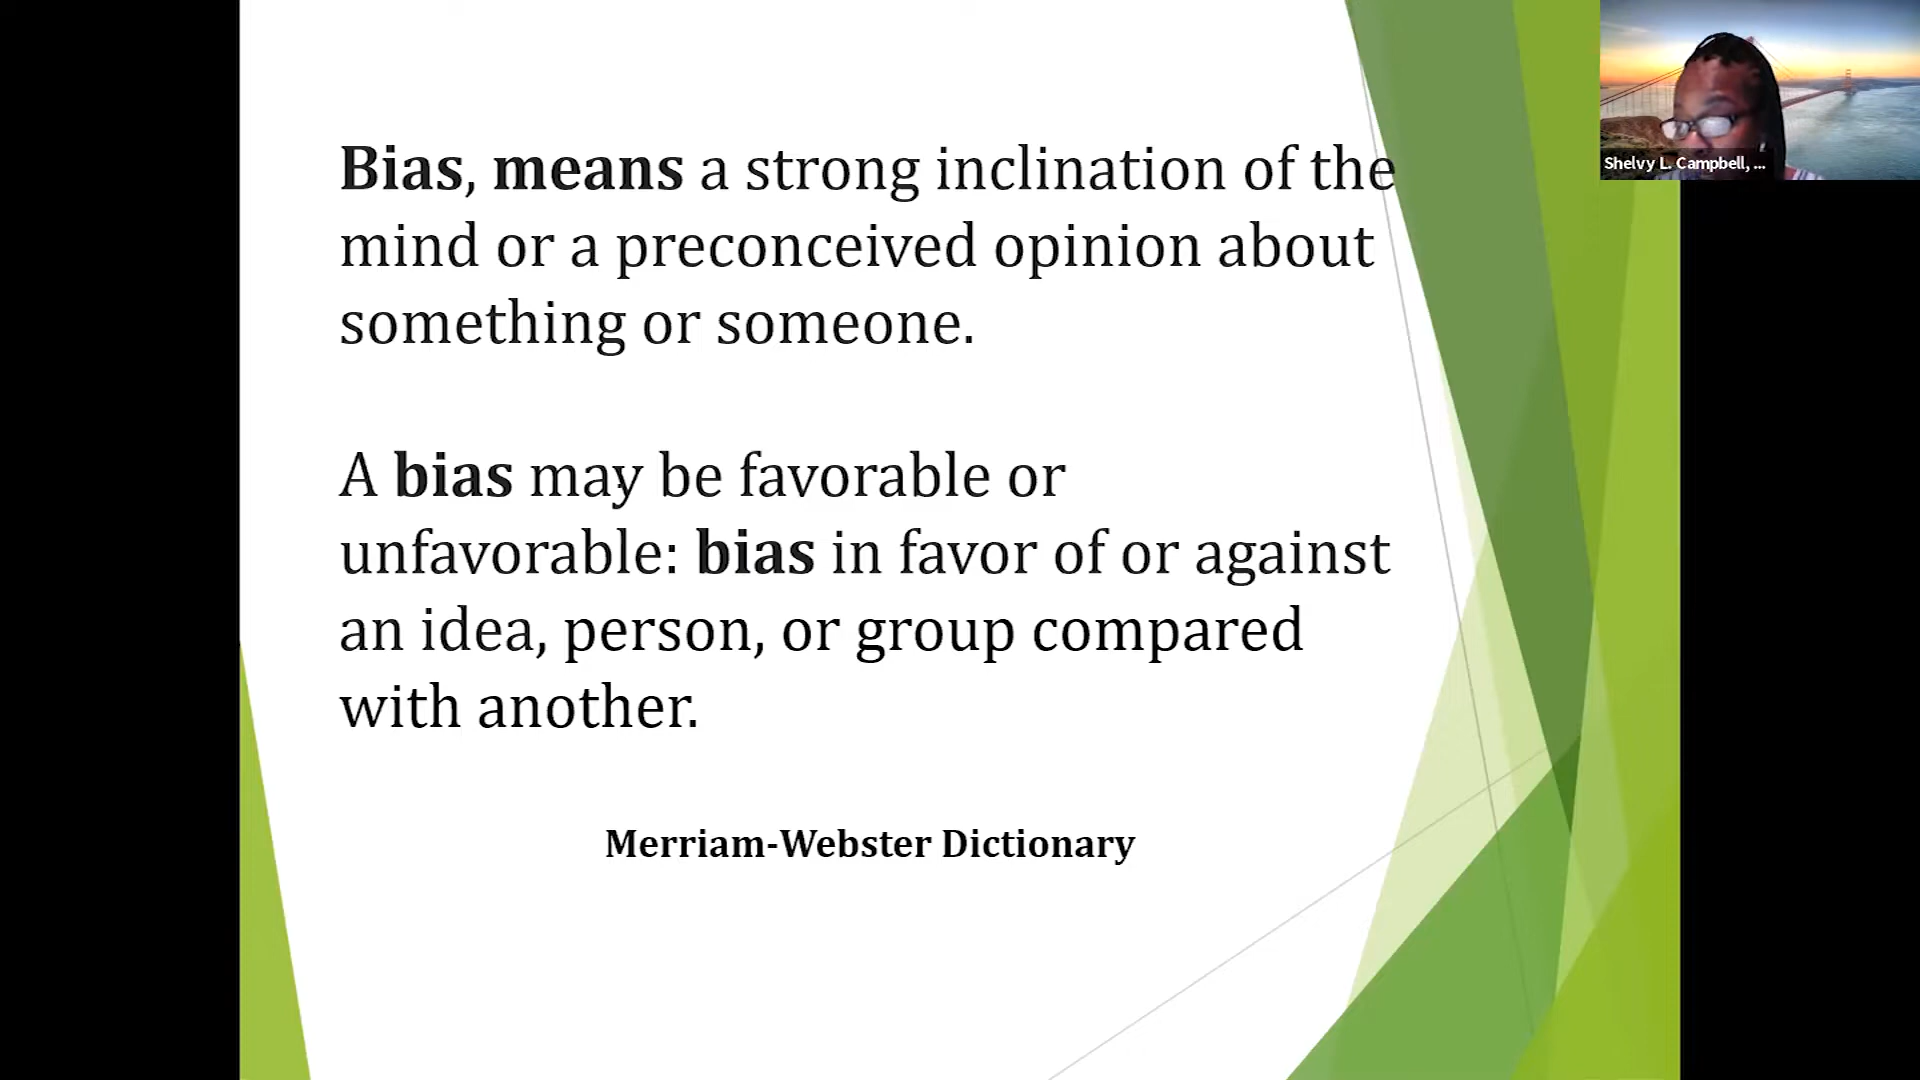 Bias, means a strong inclination of the
mind or a preconceived opinion about
something or someone.
A bias may be favorable or
unfavorable: bias in favor of or against
an idea, person, or group compared
with another.
Merriam-Webster Dictionary
Shelvy L. Campbell, ...